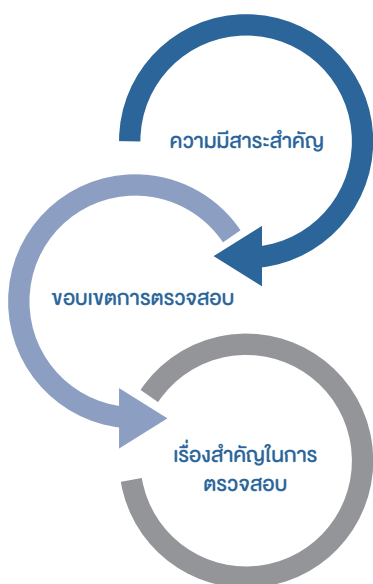 ความมีสาระสำคัญ
ขอบเขตการตรวจสอบ
เรื่องสำคัญในการ
ตรวจสอบ